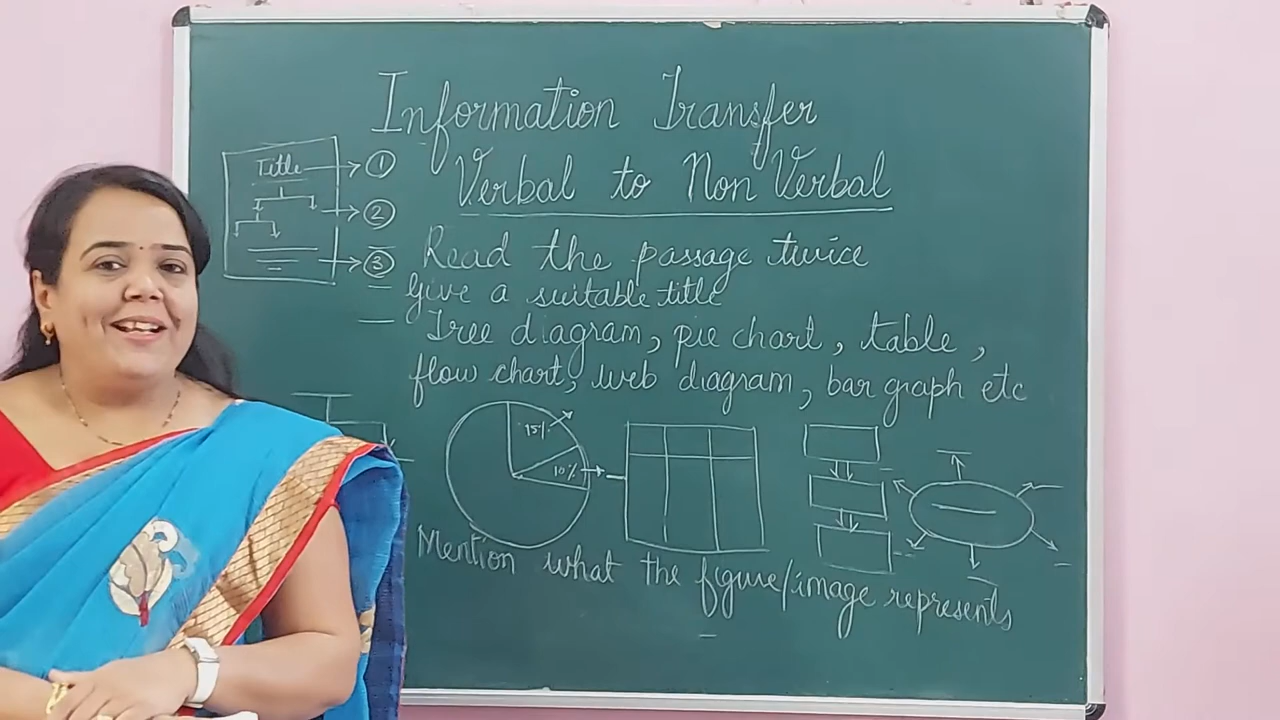 Information Transfer
Verbal to Non Verbal
Title
1
2
3
Read the passage twice
Give a suitable title
Tree diagram, pie chart, table,
flow chart, web diagram, bar graph etc
15%
10%
Mention what the figure/image represents